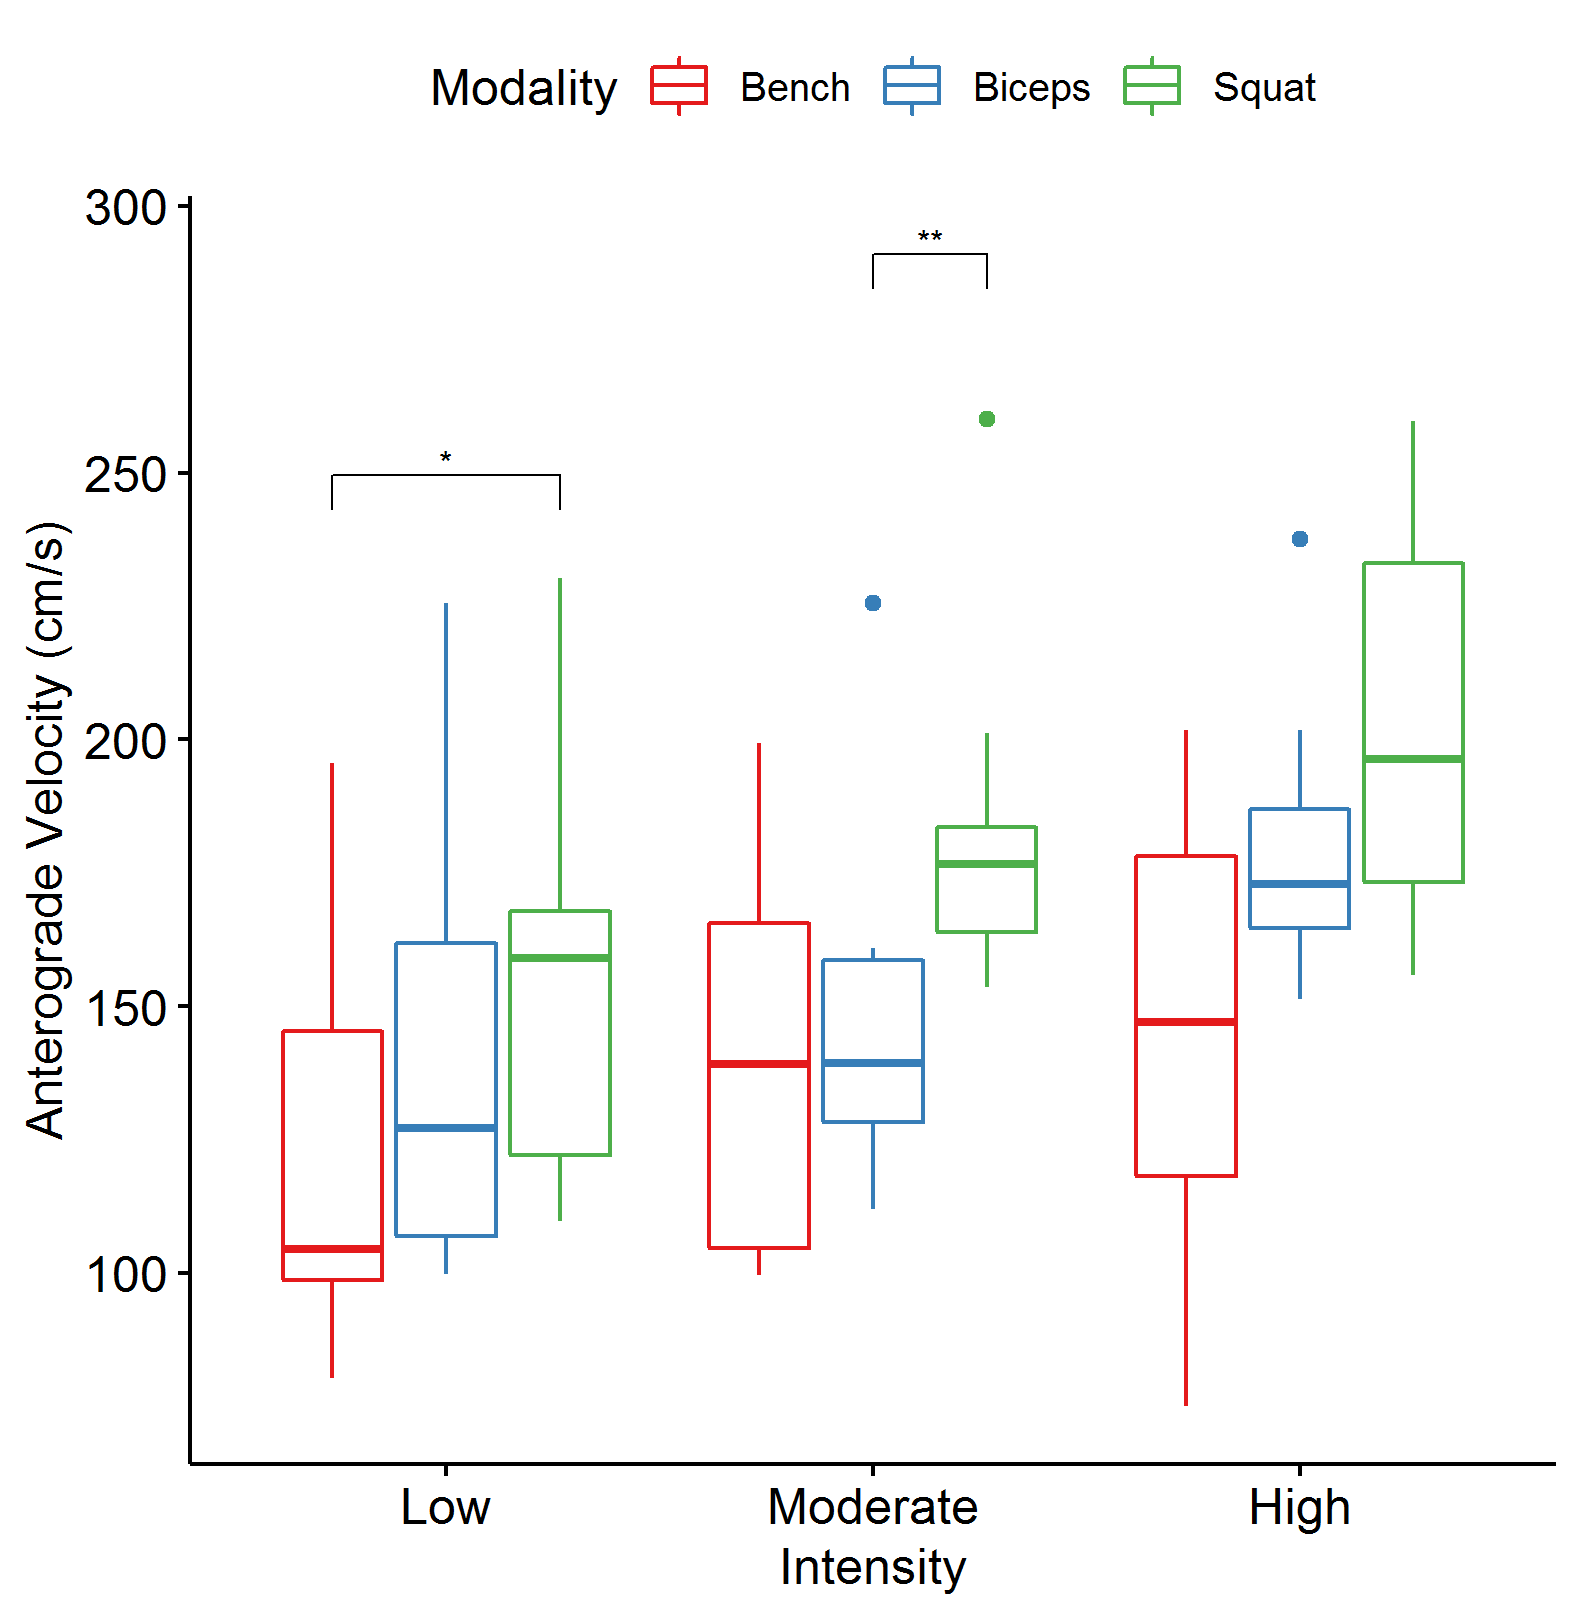 Modality Bench Biceps Squat
300
**
250
*
200
150
100
Anterograde Velocity (cm/s)
Low Moderate High
Intensity